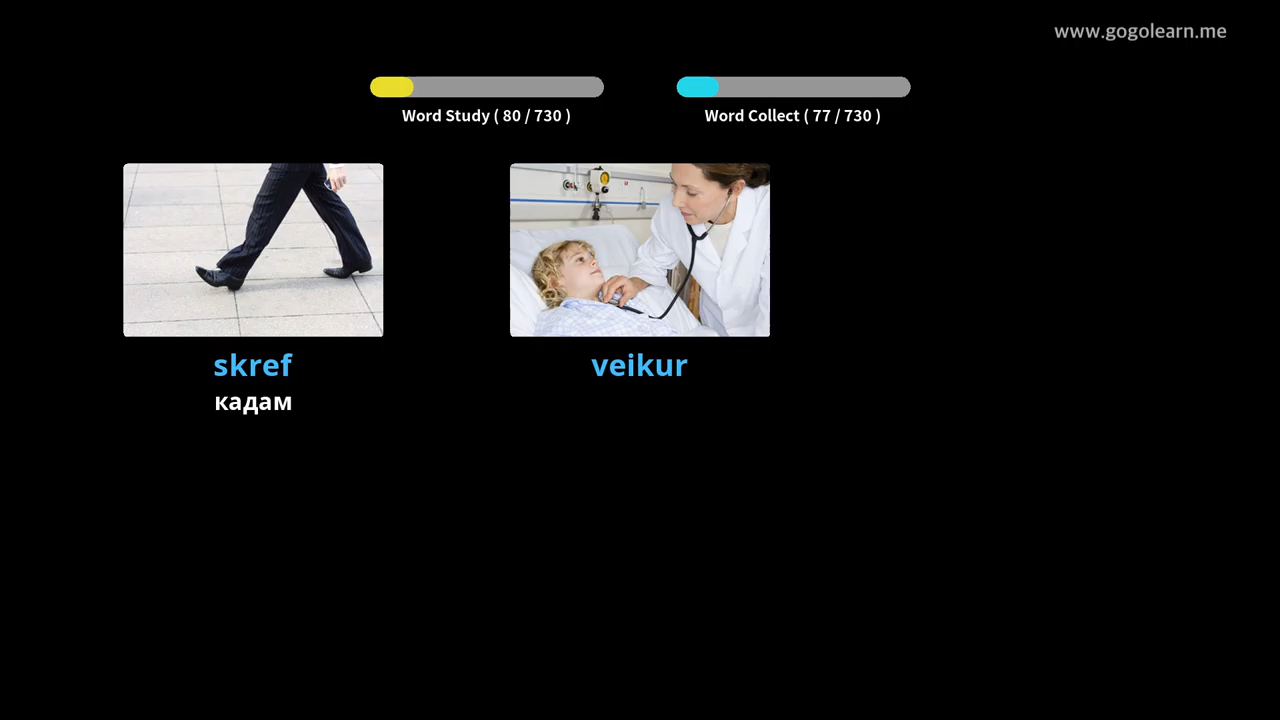 www.gogolearn.me
Word Study ( 80 / 730 )
Word Collect ( 77 / 730 )
skref
veikur
кадам